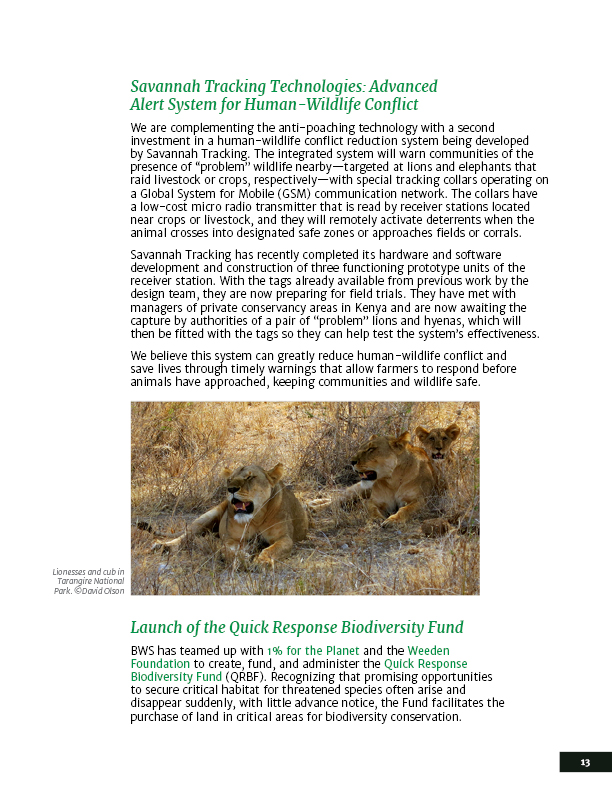 Savannah Tracking Technologies: Advanced
Alert System for Human-Wildlife Conflict
We are complementing the anti-poaching technology with a second
investment in a human-wildlife conflict reduction system being developed
by Savannah Tracking. The integrated system will warn communities of the
presence of “problem” wildlife nearby—targeted at lions and elephants that
raid livestock or crops, respectively—with special tracking collars operating on
a Global System for Mobile (GSM) communication network. The collars have
a low-cost micro radio transmitter that is read by receiver stations located
near crops or livestock, and they will remotely activate deterrents when the
animal crosses into designated safe zones or approaches fields or corrals.
Savannah Tracking has recently completed its hardware and software
development and construction of three functioning prototype units of the
receiver station. With the tags already available from previous work by the
design team, they are now preparing for field trials. They have met with
managers of private conservancy areas in Kenya and are now awaiting the
capture by authorities of a pair of “problem” lions and hyenas, which will
then be fitted with the tags so they can help test the system’s effectiveness.
We believe this system can greatly reduce human-wildlife conflict and
save lives through timely warnings that allow farmers to respond before
animals have approached, keeping communities and wildlife safe.
Lionesses and cub in
Tarangire National
Park. ©David Olson
Launch of the Quick Response Biodiversity Fund
BWS has teamed up with 1% for the Planet and the Weeden
Foundation to create, fund, and administer the Quick Response
Biodiversity Fund (QRBF). Recognizing that promising opportunities
to secure critical habitat for threatened species often arise and
disappear suddenly, with little advance notice, the Fund facilitates the
purchase of land in critical areas for biodiversity conservation.
13